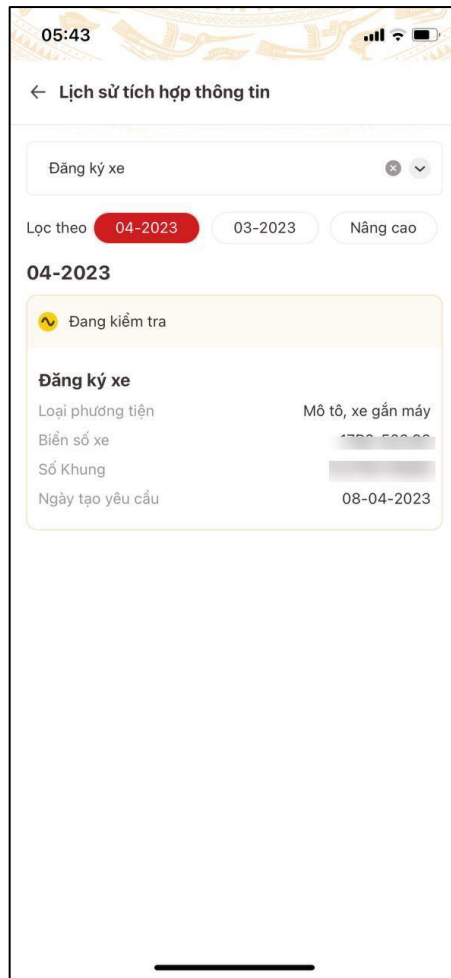 05:43
← Lịch sử tích hợp thông tin
Đăng ký xe
Lọc theo 04-2023 03-2023 Nâng cao
04-2023
Đang kiểm tra
Đăng ký xe
Loại phương tiện Mô tô, xe gắn máy
Biển số xe
Số Khung
Ngày tạo yêu cầu 08-04-2023